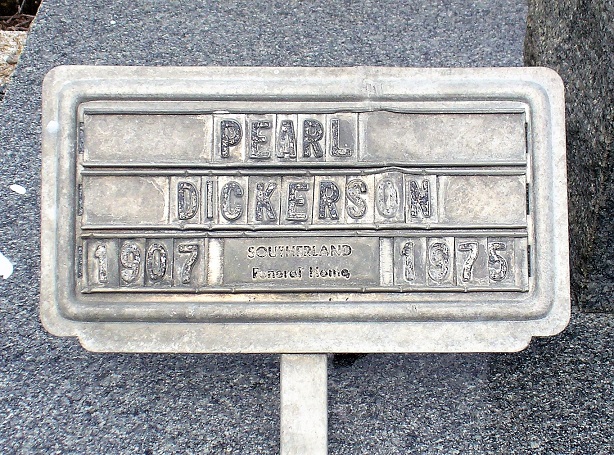 PEARL
DICKERSON
1907 SOUTHERLAND 1975
Funeral Home